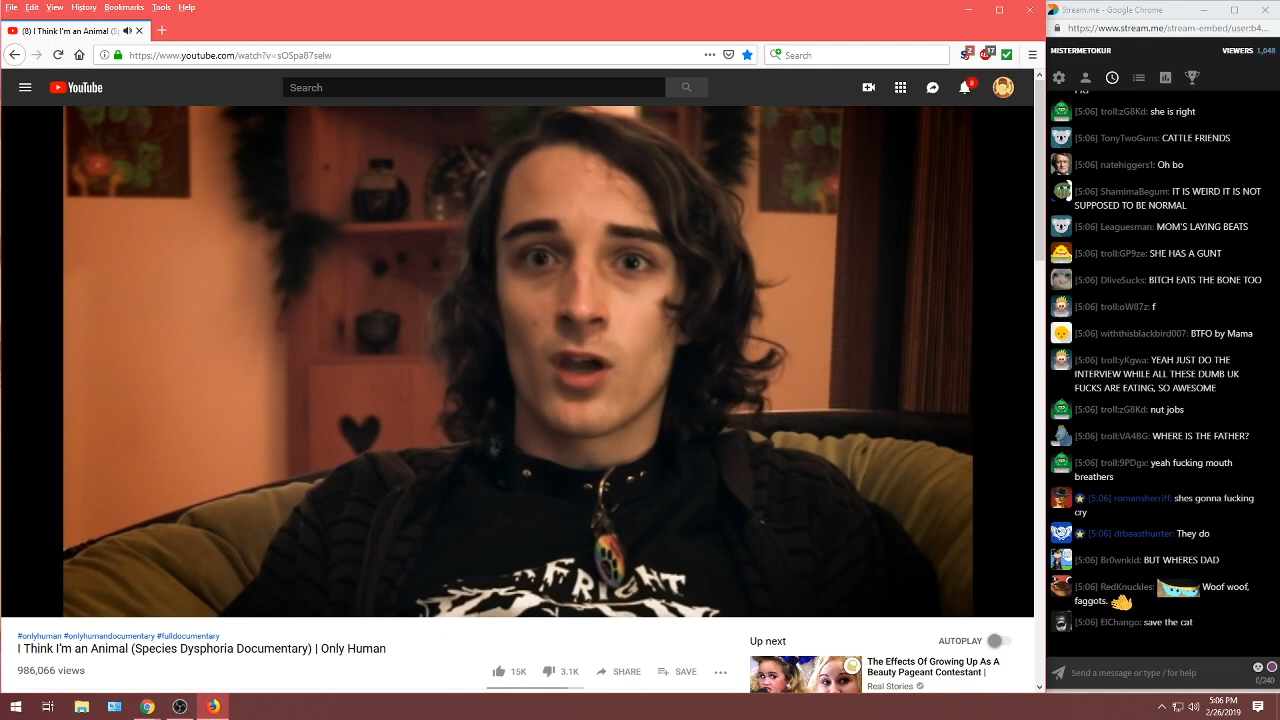 File Edit View History Bookmarks Tools Help
(8) I Think I'm an Animal (S
https://www.youtube.com/watch?v=sOSpa87selw
Search
2
17
YouTube
Search
6
FRIGHT
#onlyhuman #onlyhumandocumentary #fulldocumentary
I Think I'm an Animal (Species Dysphoria Documentary) | Only Human
986,066 views
15K
3.1K
SHARE
SAVE
Up next
AUTOPLAY
The Effects Of Growing Up As A
Beauty Pageant Contestant |
Real Stories
Stream.me - Google Chrome
https://www.stream.me/stream-embed/userb4...
MISTERMETOKUR
VIEWERS 1,048
[5:06] troll:zG8Kd: she is right
[5:06] TonyTwoGuns: CATTLE FRIENDS
[5:06] natehiggers1: Oh bo
[5:06] ShamimaBegum: IT IS WEIRD IT IS NOT
SUPPOSED TO BE NORMAL
[5:06] Leaguesman: MOM'S LAYING BEATS
[5:06] troll:GP9ze: SHE HAS A GUNT
[5:06] DliveSucks: BITCH EATS THE BONE TOO
[5:06] troll:oW87z: f
[5:06] withthisblackbird007: BTFO by Mama
[5:06] troll:yKgwa: YEAH JUST DO THE
INTERVIEW WHILE ALL THESE DUMB UK
FUCKS ARE EATING, SO AWESOME
[5:06] troll:zG8Kd: nut jobs
[5:06] troll:VA4BG: WHERE IS THE FATHER?
[5:06] troll:9PDgx: yeah fucking mouth
breathers
[5:06] romansherriff: shes gonna fucking
cry
[5:06] drbeasthunter: They do
[5:06] Br0wnkid: BUT WHERES DAD
[5:06] RedKnuckles: Woof woof,
faggots.
[5:06] ElChango: save the cat
Send a message or type / for help
0/240
5:06 PM
2/26/2019